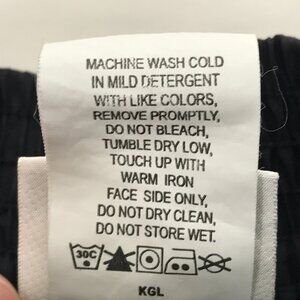 MACHINE WASH COLD
IN MILD DETERGENT
WITH LIKE COLORS,
REMOVE PROMPTLY,
DO NOT BLEACH,
TUMBLE DRY LOW,
TOUCH UP WITH
WARM IRON
FACE SIDE ONLY,
DO NOT DRY CLEAN,
DO NOT STORE WET.
30C
KGL